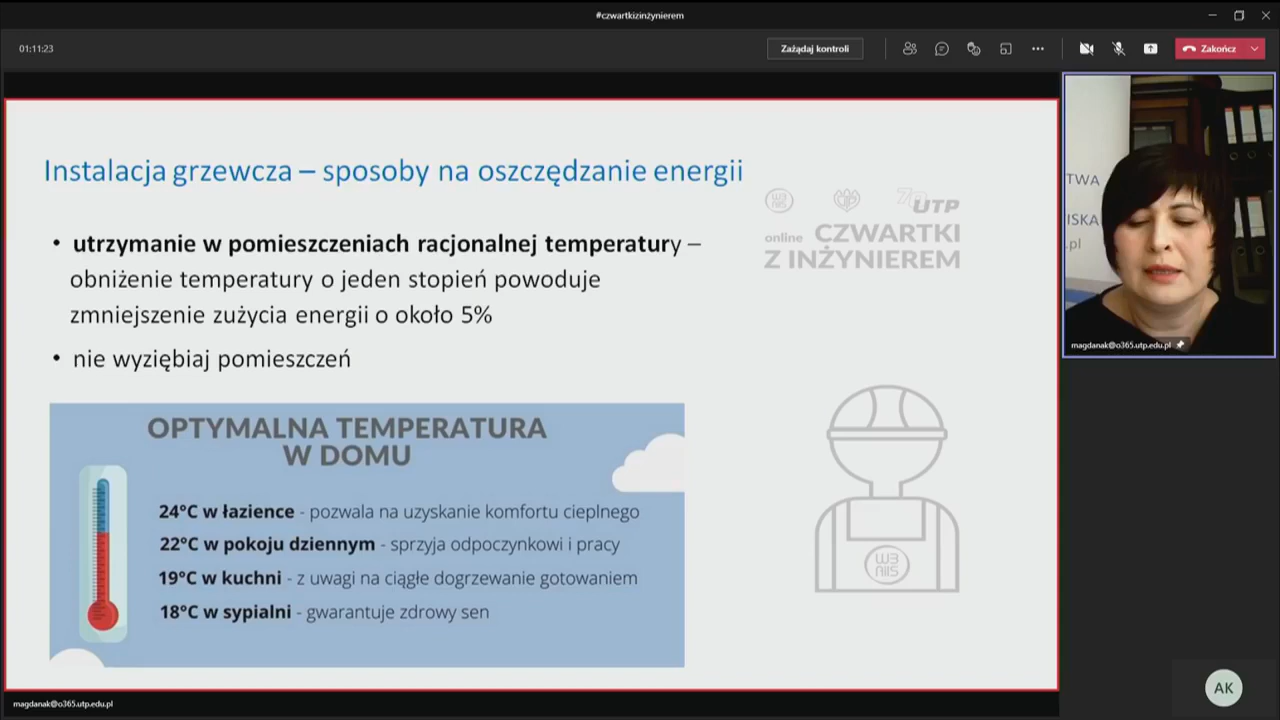 #czwartkizinżynierem
01:11:23
Zażądaj kontroli
Zakończ
Instalacja grzewcza – sposoby na oszczędzanie energii
• utrzymanie w pomieszczeniach racjonalnej temperatury –
obniżenie temperatury o jeden stopień powoduje
zmniejszenie zużycia energii o około 5%
• nie wyziębiaj pomieszczeń
UTP
online CZWARTKI
Z INŻYNIEREM
OPTYMALNA TEMPERATURA
W DOMU
24°C w łazience - pozwala na uzyskanie komfortu cieplnego
22°C w pokoju dziennym - sprzyja odpoczynkowi i pracy
19°C w kuchni - z uwagi na ciągłe dogrzewanie gotowaniem
18°C w sypialni - gwarantuje zdrowy sen
TWA
ISKA
.pl
magdanak@o365.utp.edu.pl
AK
magdanak@o365.utp.edu.pl